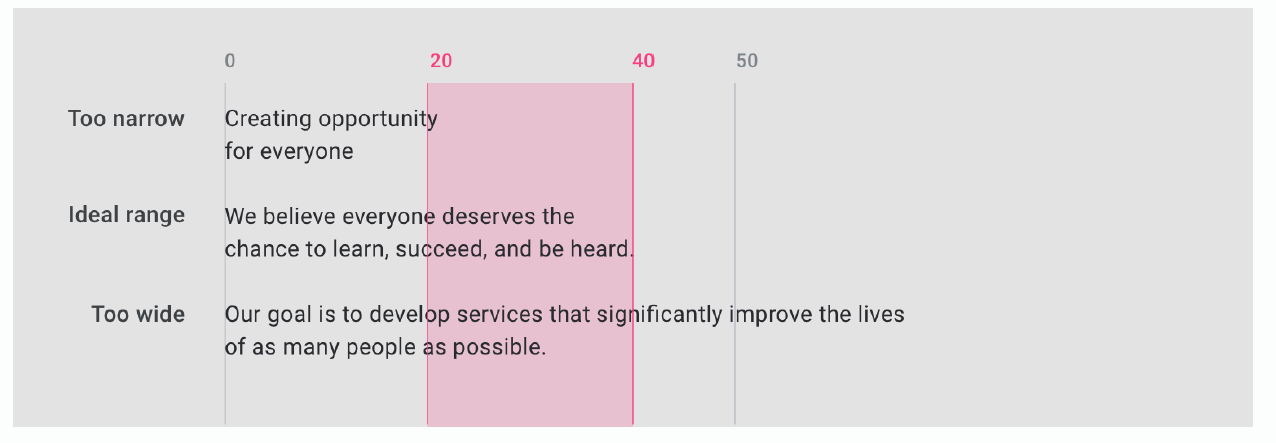 0 20 40 50
Too narrow Creating opportunity
for everyone
Ideal range We believe everyone deserves the
chance to learn, succeed, and be heard.
Too wide Our goal is to develop services that significantly improve the lives
of as many people as possible.